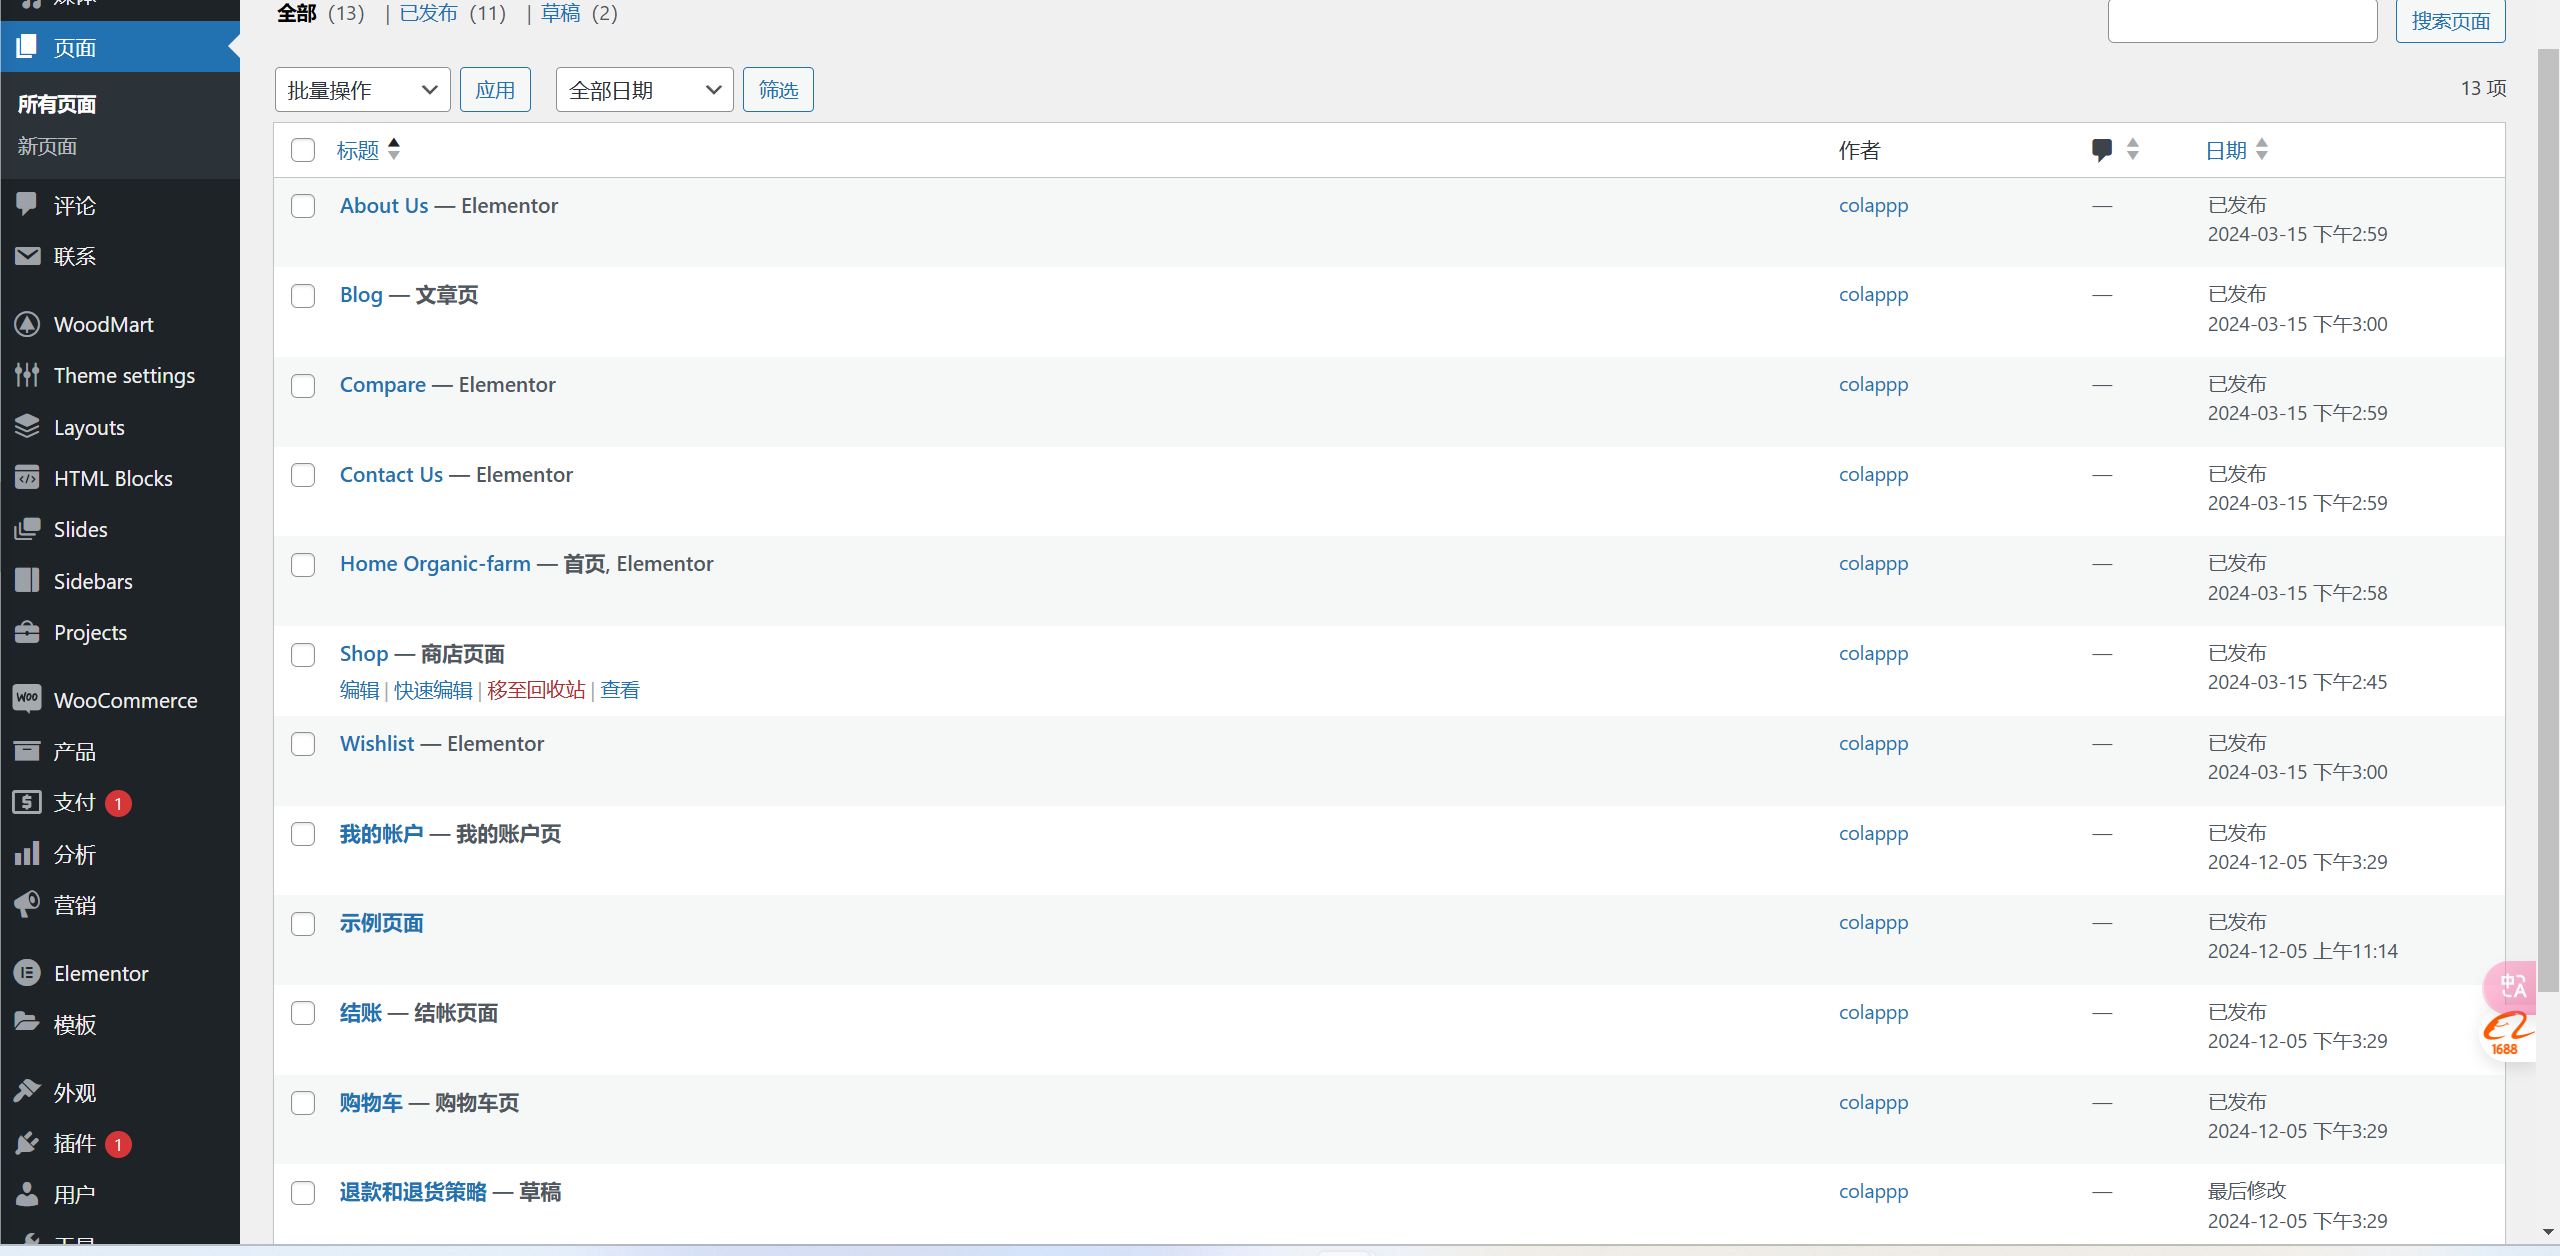 全部 (13) | 已发布 (11) | 草稿 (2)
搜索页面
批量操作 应用 全部日期 筛选
13 项
媒体
页面
所有页面
新页面
评论
联系
WoodMart
Theme settings
Layouts
HTML Blocks
Slides
Sidebars
Projects
WooCommerce
产品
支付 1
分析
营销
Elementor
模板
外观
插件 1
用户
工具
标题 作者 日期
About Us — Elementor colappp — 已发布
2024-03-15 下午2:59
Blog — 文章页 colappp — 已发布
2024-03-15 下午3:00
Compare — Elementor colappp — 已发布
2024-03-15 下午2:59
Contact Us — Elementor colappp — 已发布
2024-03-15 下午2:59
Home Organic-farm — 首页, Elementor colappp — 已发布
2024-03-15 下午2:58
Shop — 商店页面 colappp — 已发布
编辑 | 快速编辑 | 移至回收站 | 查看 2024-03-15 下午2:45
Wishlist — Elementor colappp — 已发布
2024-03-15 下午3:00
我的帐户 — 我的账户页 colappp — 已发布
2024-12-05 下午3:29
示例页面 colappp — 已发布
2024-12-05 上午11:14
结账 — 结帐页面 colappp — 已发布
2024-12-05 下午3:29
购物车 — 购物车页 colappp — 已发布
2024-12-05 下午3:29
退款和退货策略 — 草稿 colappp — 最后修改
2024-12-05 下午3:29
中A
1688